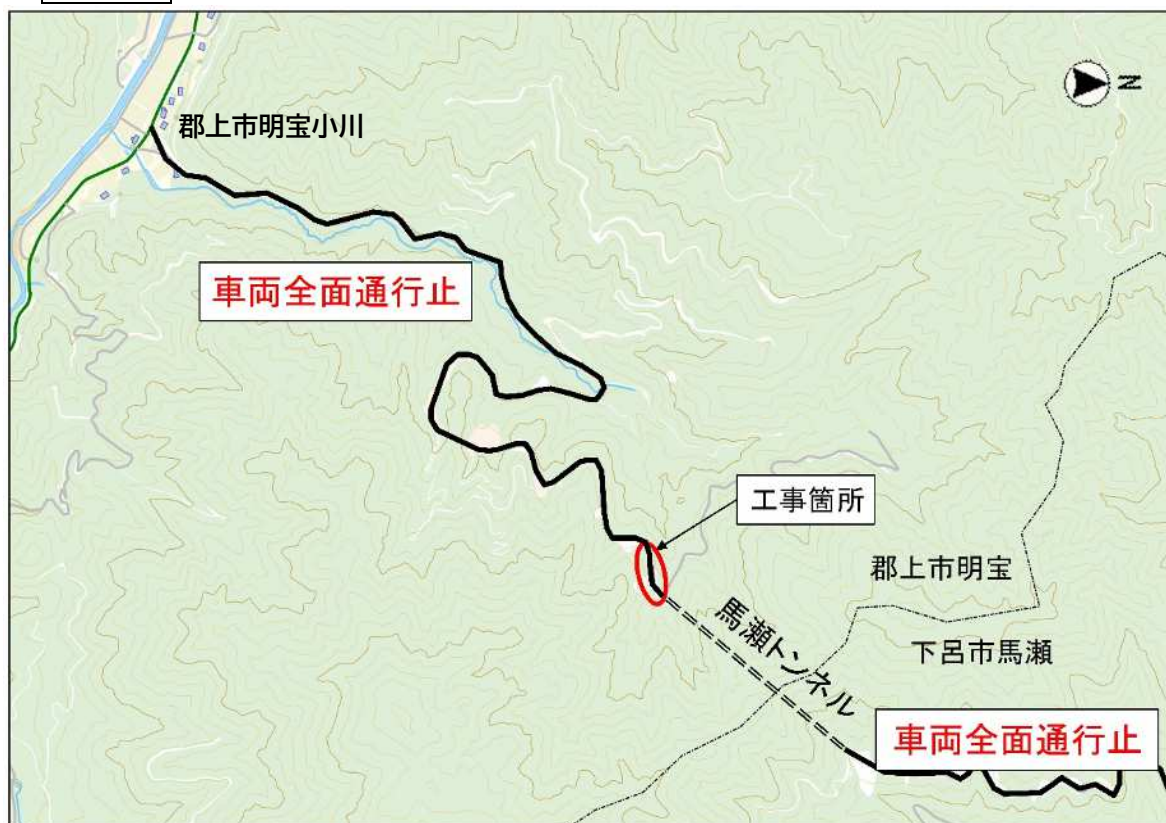 郡上市明宝小川
N
車両全面通行止
工事箇所
郡上市明宝
馬瀬トンネル
下呂市馬瀬
車両全面通行止